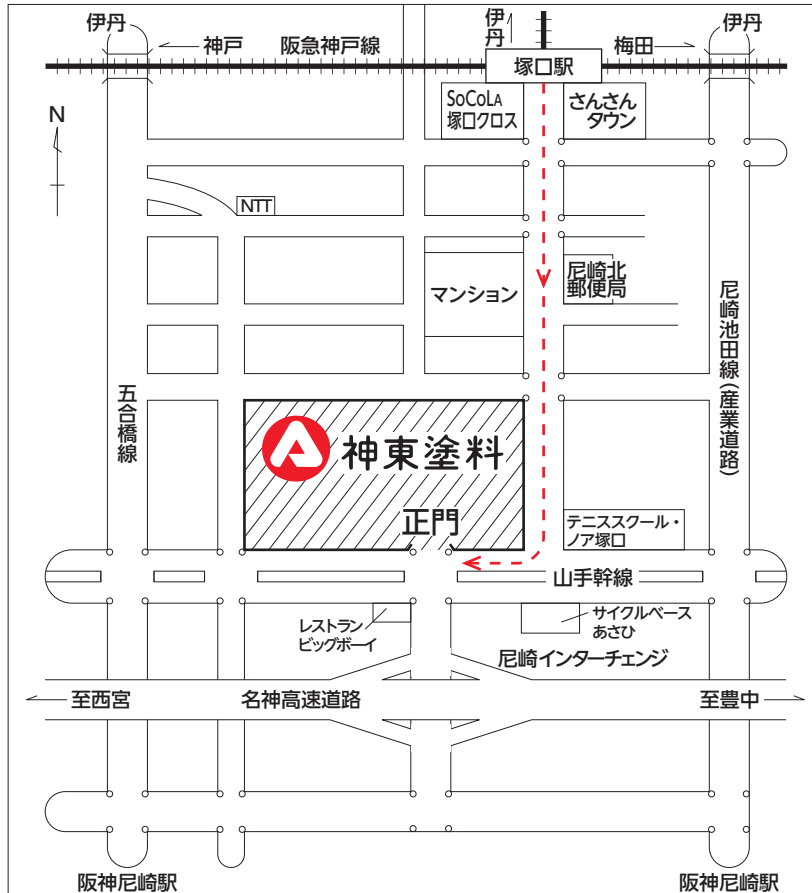 伊丹
神戸
阪急神戸線
伊丹
塚口駅
梅田
伊丹
N
SoCoLA
塚口クロス
さんさん
タウン
NTT
マンション
尼崎北
郵便局
尼崎池田線(産業道路)
五合橋線
神東塗料
正門
テニススクール・
ノア塚口
山手幹線
レストラン
ビッグボーイ
サイクルベース
あさひ
尼崎インターチェンジ
至西宮
名神高速道路
至豊中
阪神尼崎駅
阪神尼崎駅